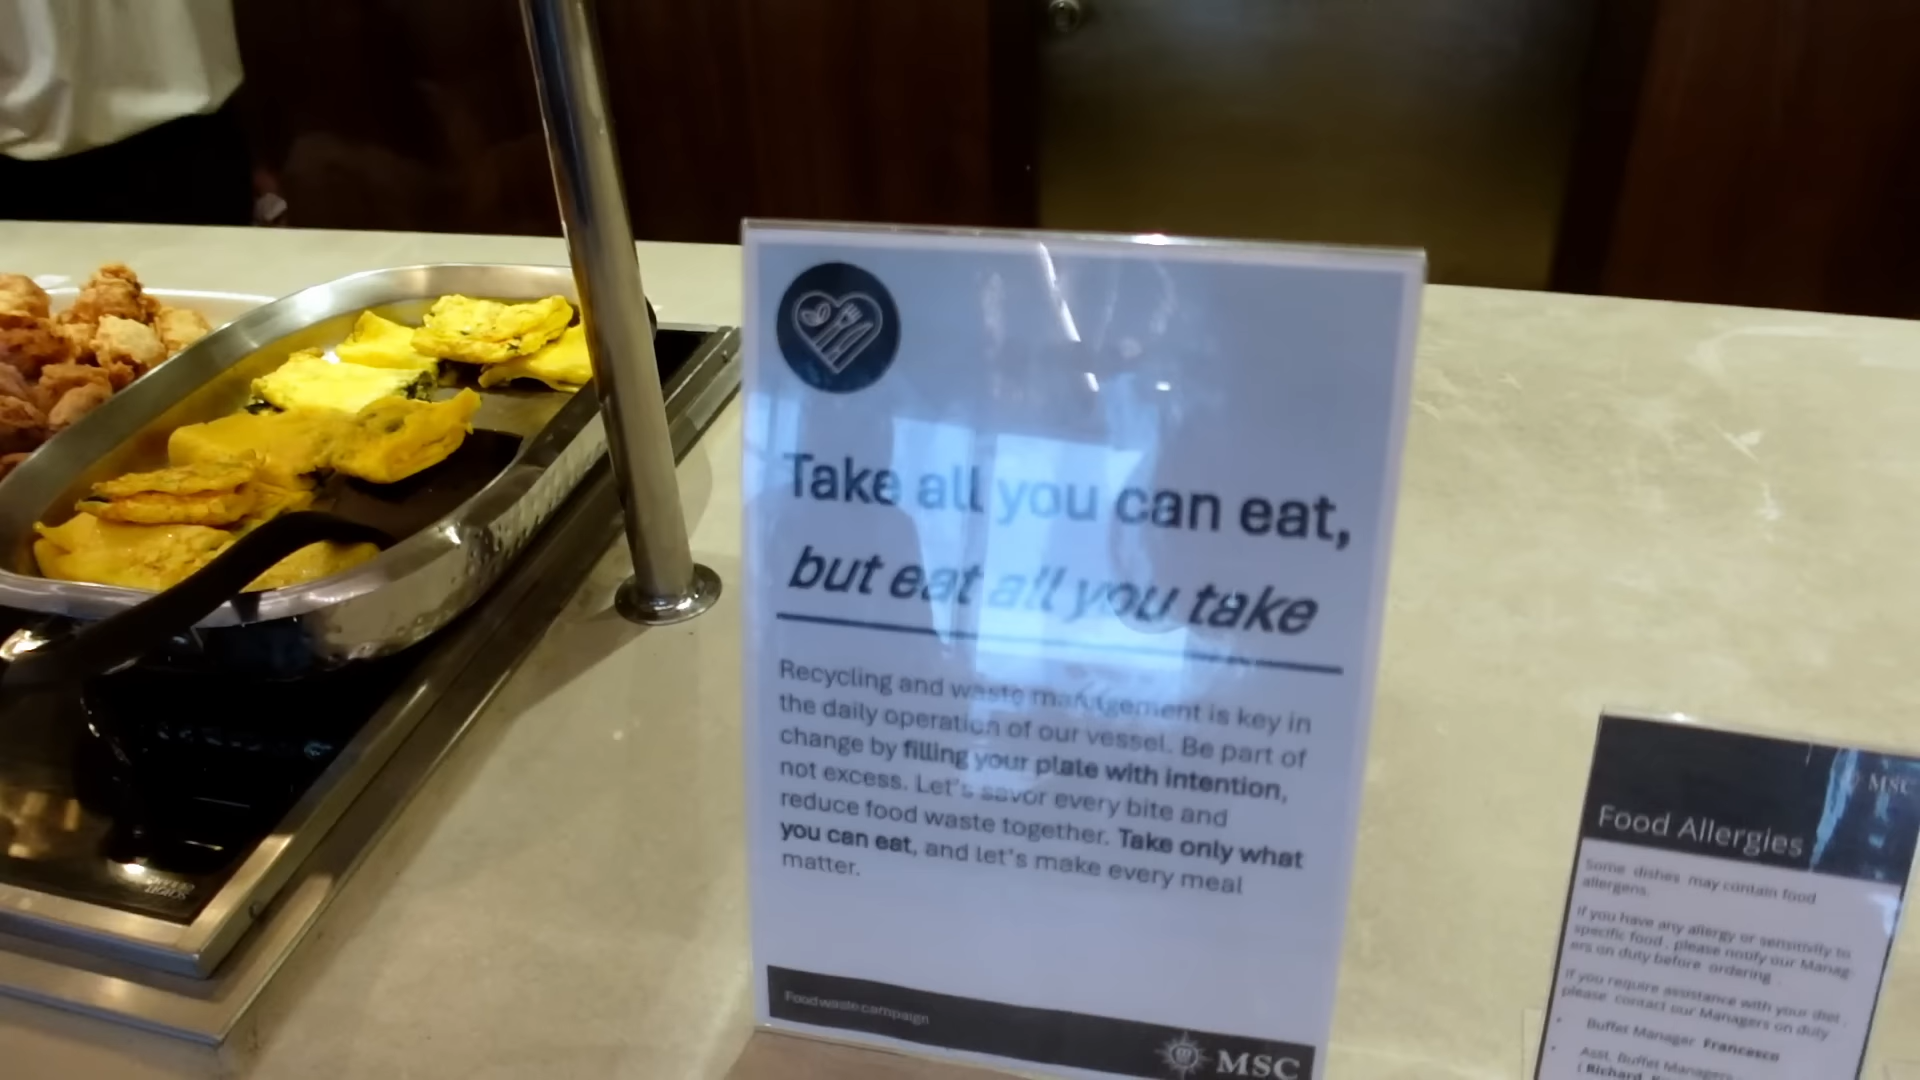 Take all you can eat,
but eat all you take
Recycling and waste management is key in
the daily operation of our vessel. Be part of
change by filling your plate with intention,
not excess. Let's savor every bite and
reduce food waste together. Take only what
you can eat, and let's make every meal
matter.
Food waste campaign
MSC
MSC
Food Allergies
Some dishes may contain food
allergens.
If you have any allergy or sensitivity to
specific food , please notify our Manag-
ers on duty before ordering .
If you require assistance with your diet ,
please contact our Managers on duty
• Buffet Manager Francesco
• Asst. Buffet Managers
( Richard,